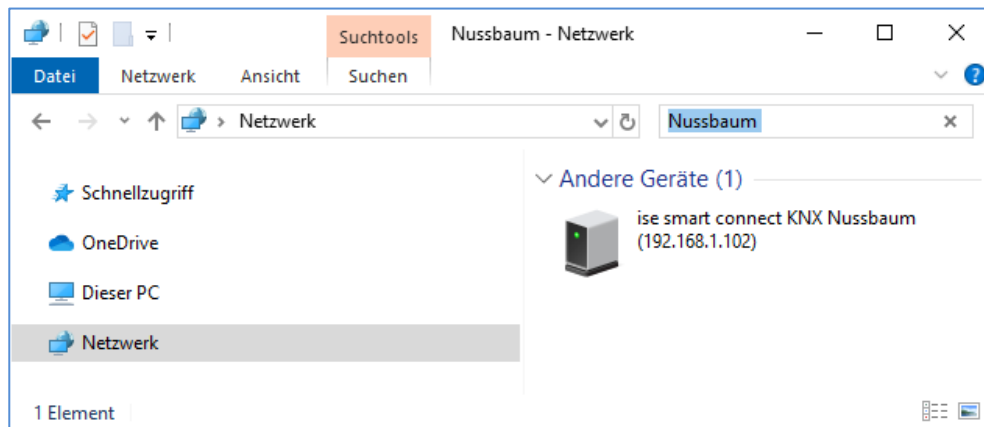 Suchtools
Nussbaum - Netzwerk
Datei
Netzwerk
Ansicht
Suchen
?
Netzwerk
Nussbaum
Schnellzugriff
OneDrive
Dieser PC
Netzwerk
Andere Geräte (1)
ise smart connect KNX Nussbaum
(192.168.1.102)
1 Element